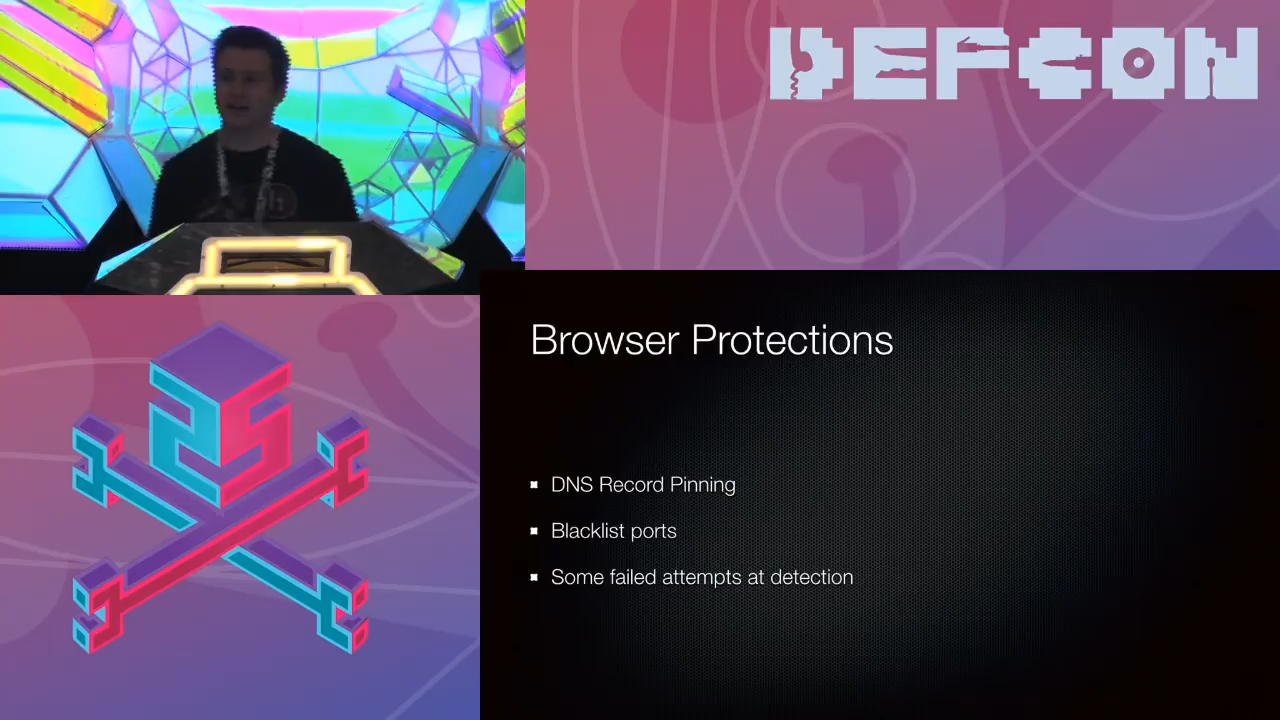 DEFCON
Browser Protections
DNS Record Pinning
Blacklist ports
Some failed attempts at detection